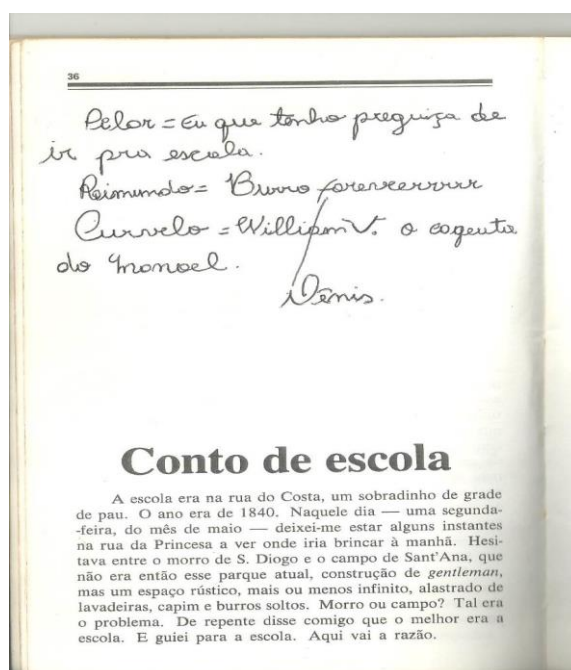 36
Pelor = Eu que tenho preguiça de
ir pra escola.
Raimundo = Burro forevervrrr
Curvelo = William V. o cogenta
do Manoel.
Dênis.
Conto de escola
A escola era na rua do Costa, um sobradinho de grade
de pau. O ano era de 1840. Naquele dia — uma segunda-
-feira, do mês de maio — deixei-me estar alguns instantes
na rua da Princesa a ver onde iria brincar à manhã. Hesi-
tava entre o morro de S. Diogo e o campo de Sant'Ana, que
não era então esse parque atual, construção de gentleman,
mas um espaço rústico, mais ou menos infinito, alastrado de
lavadeiras, capim e burros soltos. Morro ou campo? Tal era
o problema. De repente disse comigo que o melhor era a
escola. E guiei para a escola. Aqui vai a razão.